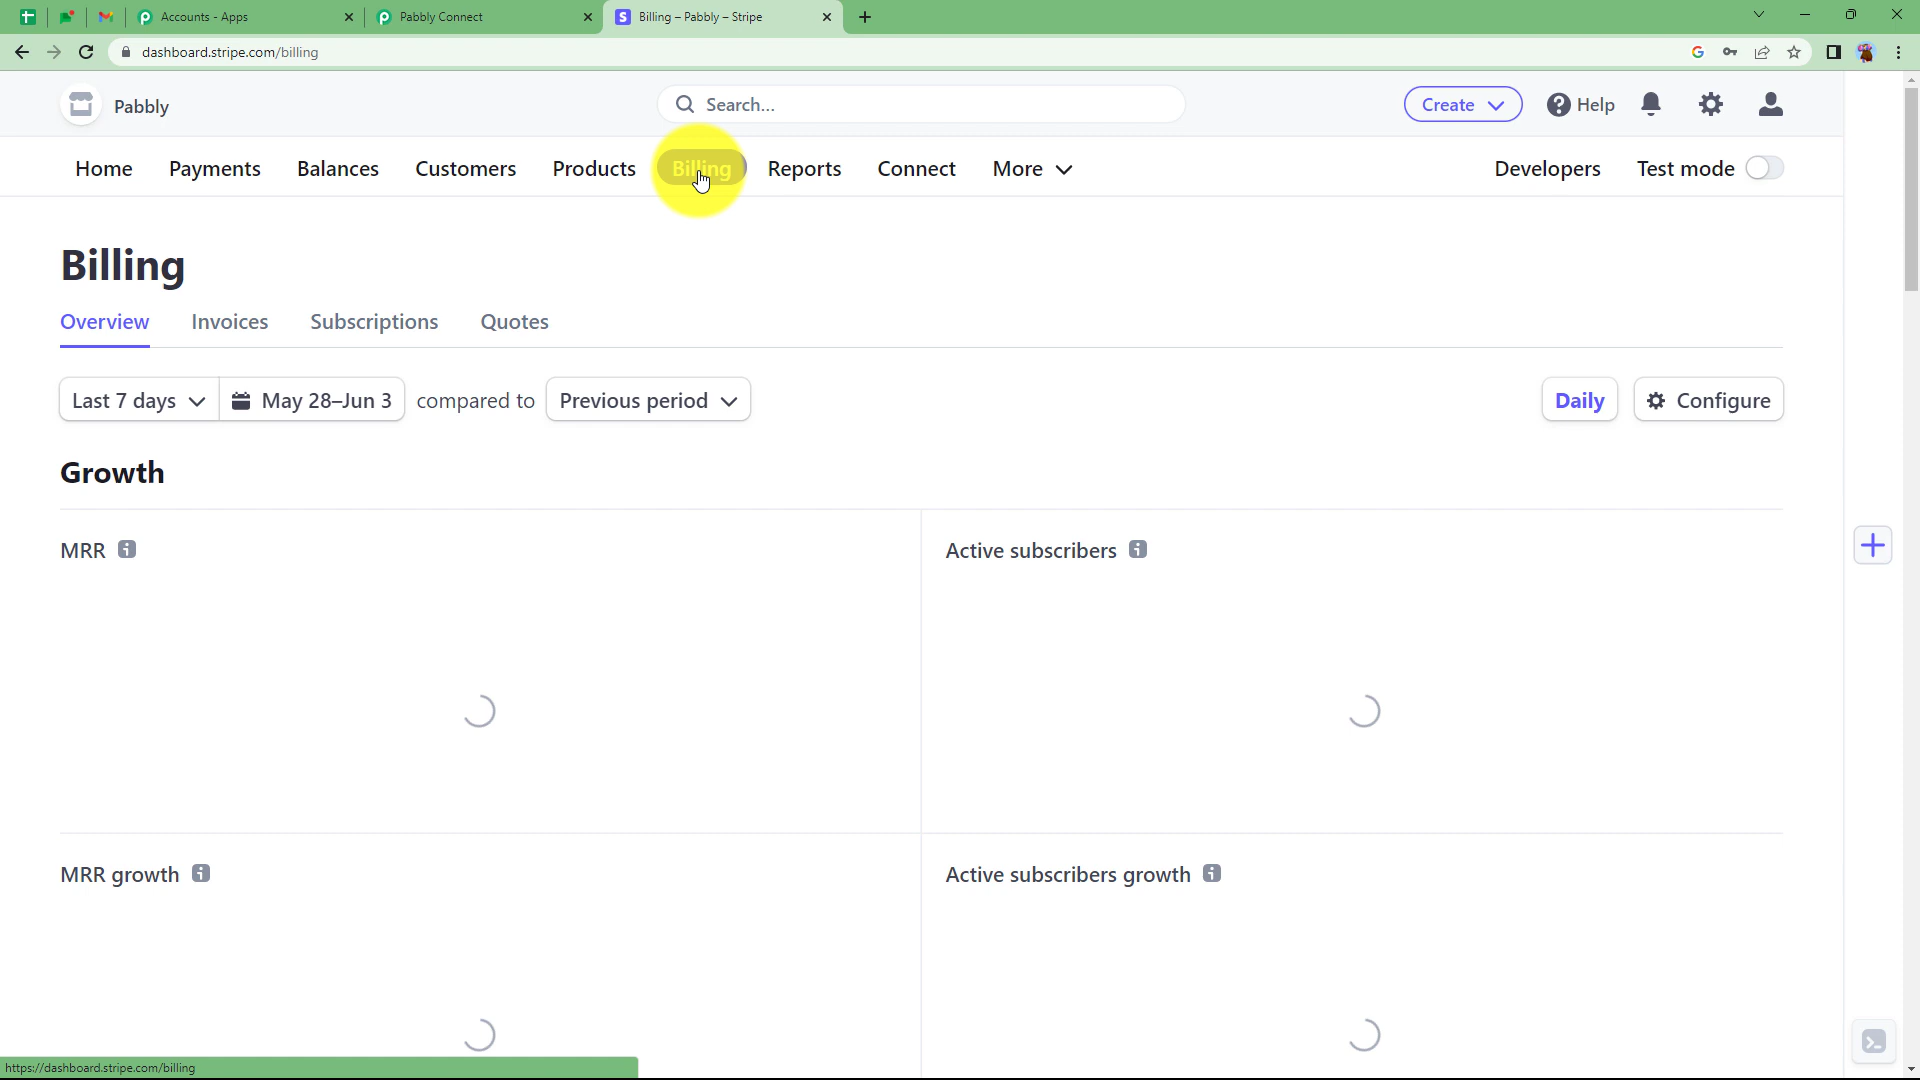 Accounts - Apps
Pabbly Connect
Billing – Pabbly – Stripe
dashboard.stripe.com/billing
Pabbly
Search...
Create
Help
Home
Payments
Balances
Customers
Products
Billing
Reports
Connect
More
Developers
Test mode
Billing
Overview
Invoices
Subscriptions
Quotes
Last 7 days
May 28–Jun 3
compared to
Previous period
Daily
Configure
Growth
MRR
Active subscribers
MRR growth
Active subscribers growth
https://dashboard.stripe.com/billing